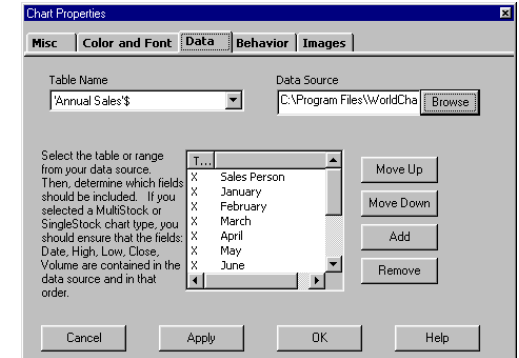 Chart Properties
Misc Color and Font Data Behavior Images
Table Name Data Source
'Annual Sales'$ C:\Program Files\WorldCha Browse
Select the table or range
from your data source.
Then, determine which fields
should be included. If you
selected a MultiStock or
SingleStock chart type, you
should ensure that the fields:
Date, High, Low, Close,
Volume are contained in the
data source and in that
order.
T...
X Sales Person
X January
X February
X March
X April
X May
X June
Move Up
Move Down
Add
Remove
Cancel Apply OK Help